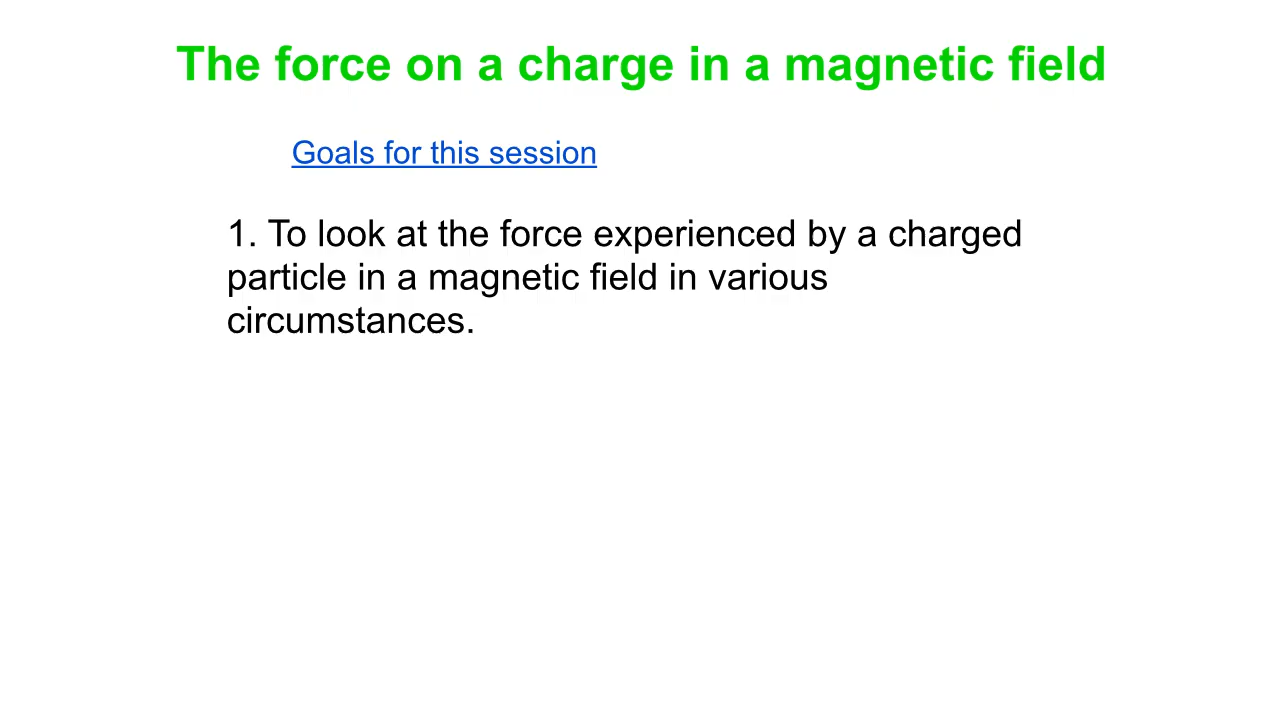 The force on a charge in a magnetic field
Goals for this session
1. To look at the force experienced by a charged
particle in a magnetic field in various
circumstances.